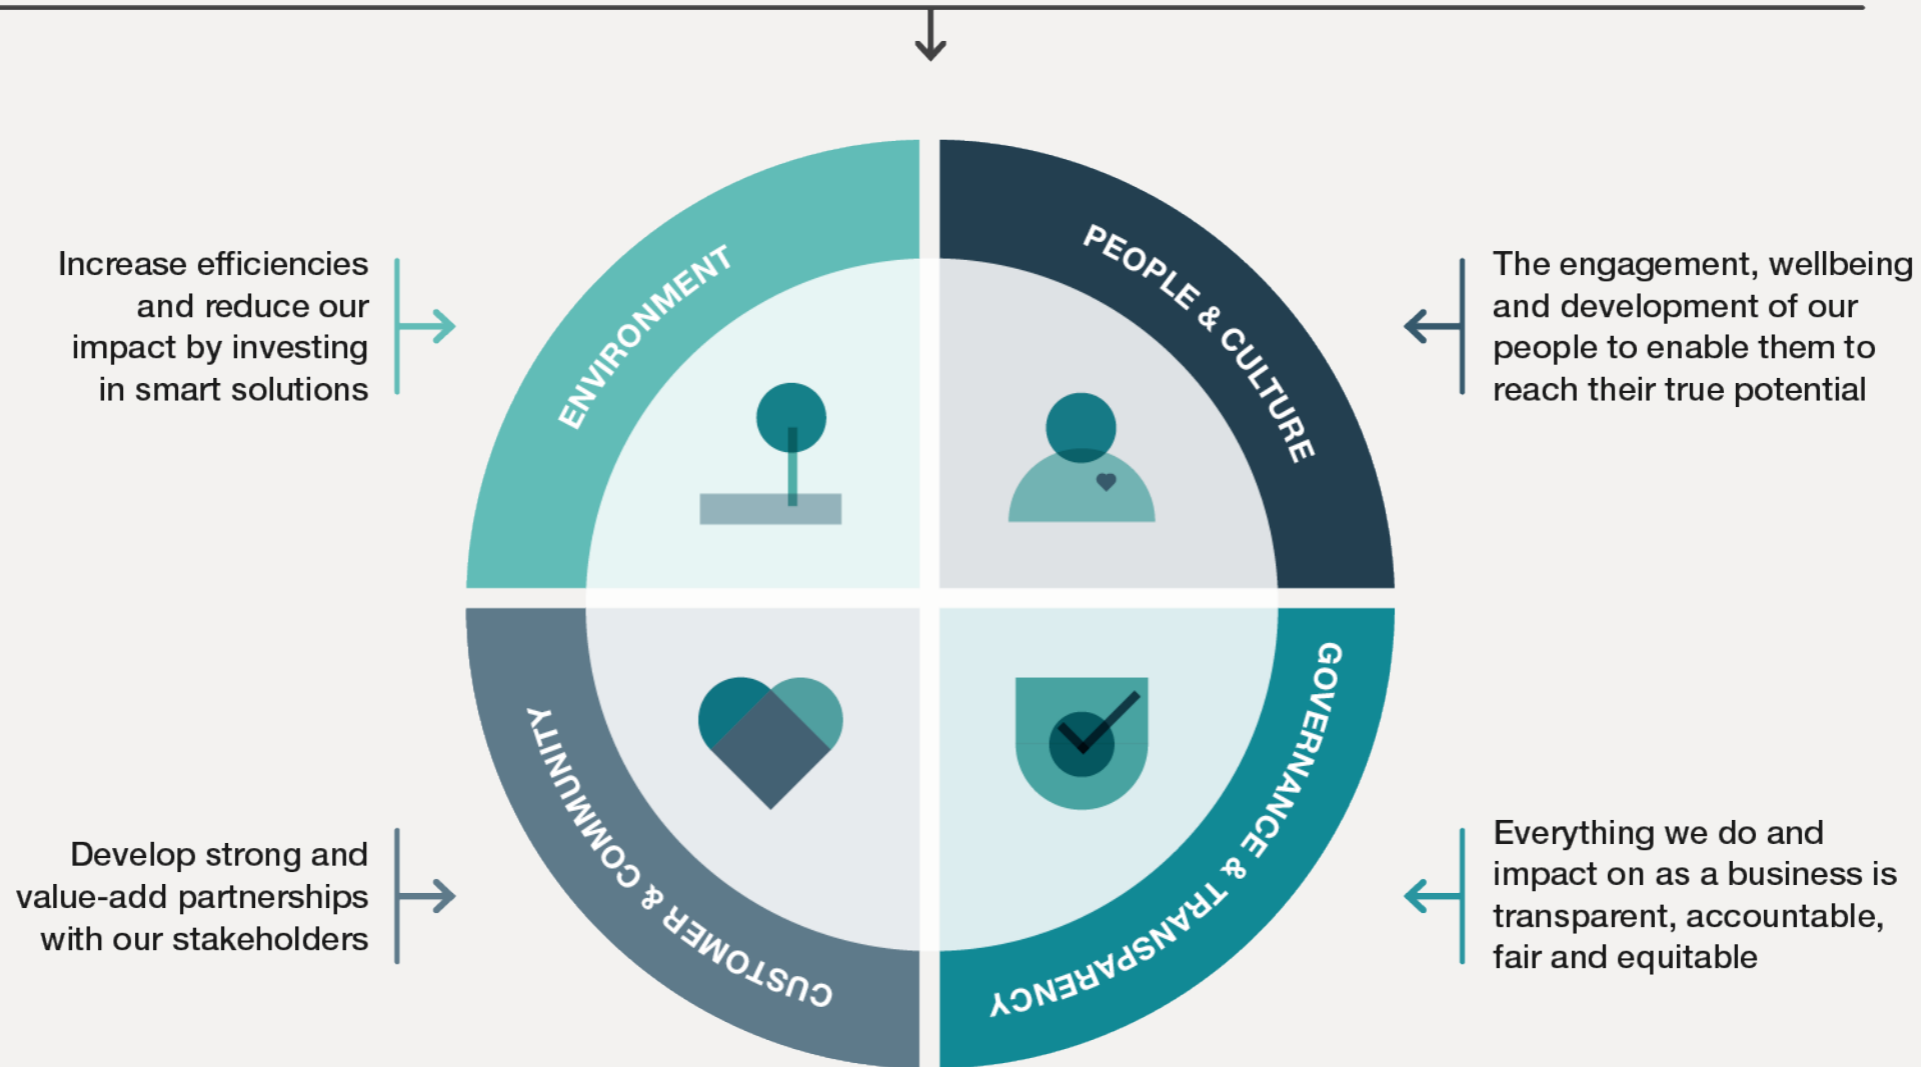 Increase efficiencies
and reduce our
impact by investing
in smart solutions
ENVIRONMENT
PEOPLE & CULTURE
The engagement, wellbeing
and development of our
people to enable them to
reach their true potential
Develop strong and
value-add partnerships
with our stakeholders
CUSTOMER & COMMUNITY
GOVERNANCE & TRANSPARENCY
Everything we do and
impact on as a business is
transparent, accountable,
fair and equitable